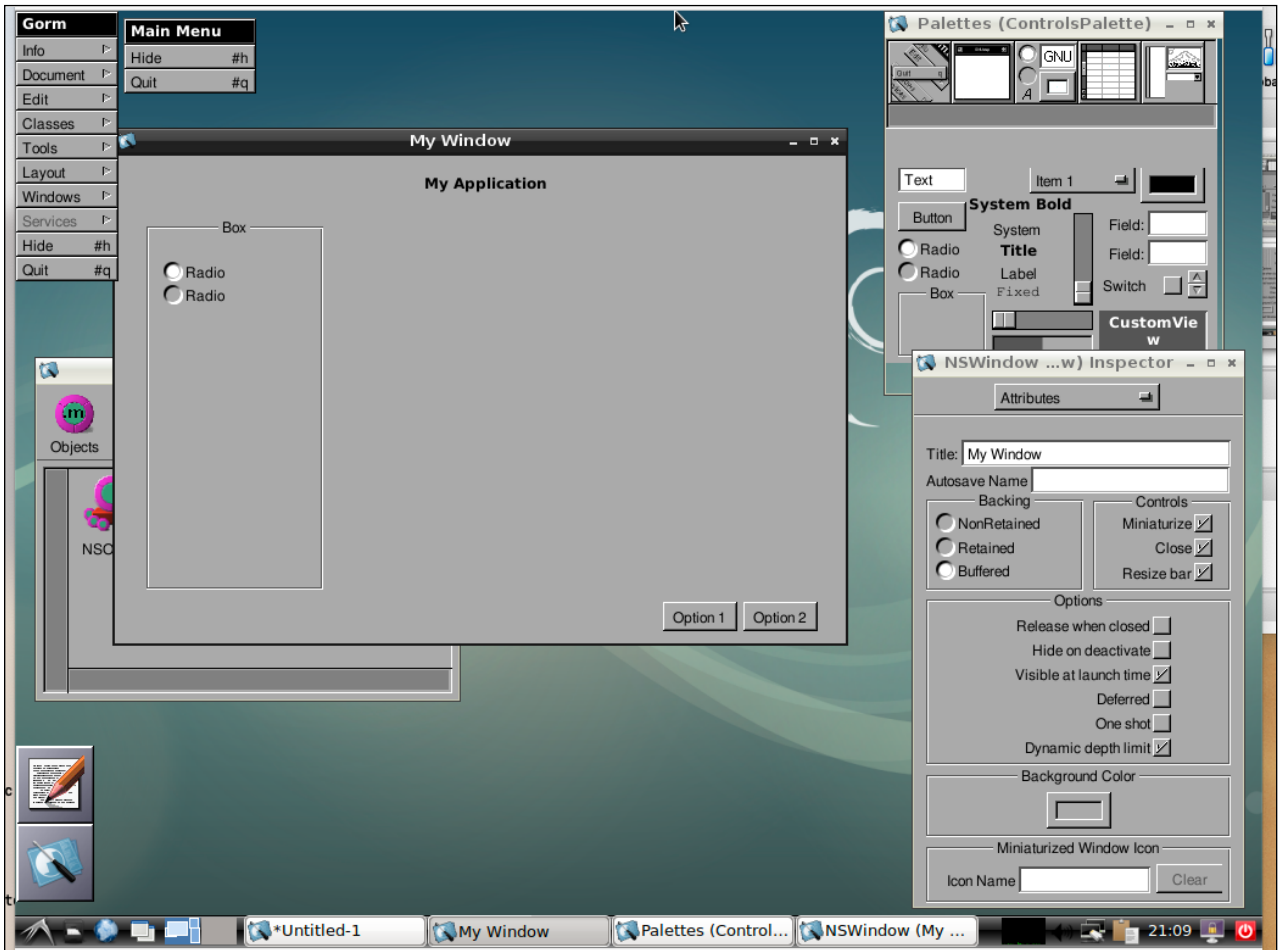 Gorm
Info
Document
Edit
Classes
Tools
Layout
Windows
Services
Hide #h
Quit #q
Main Menu
Hide #h
Quit #q
My Window
My Application
Box
Radio
Radio
Option 1
Option 2
Objects
NSO
Palettes (ControlsPalette)
Quit q
GNU
A
Text
Item 1
Button
System Bold
System
Title
Label
Fixed
Radio
Radio
Box
Field:
Field:
Switch
CustomVie
w
NSWindow ...w) Inspector
Attributes
Title: My Window
Autosave Name
Backing
NonRetained
Retained
Buffered
Controls
Miniaturize
Close
Resize bar
Options
Release when closed
Hide on deactivate
Visible at launch time
Deferred
One shot
Dynamic depth limit
Background Color
Miniaturized Window Icon
Icon Name
Clear
*Untitled-1
My Window
Palettes (Control...
NSWindow (My ...
21:09